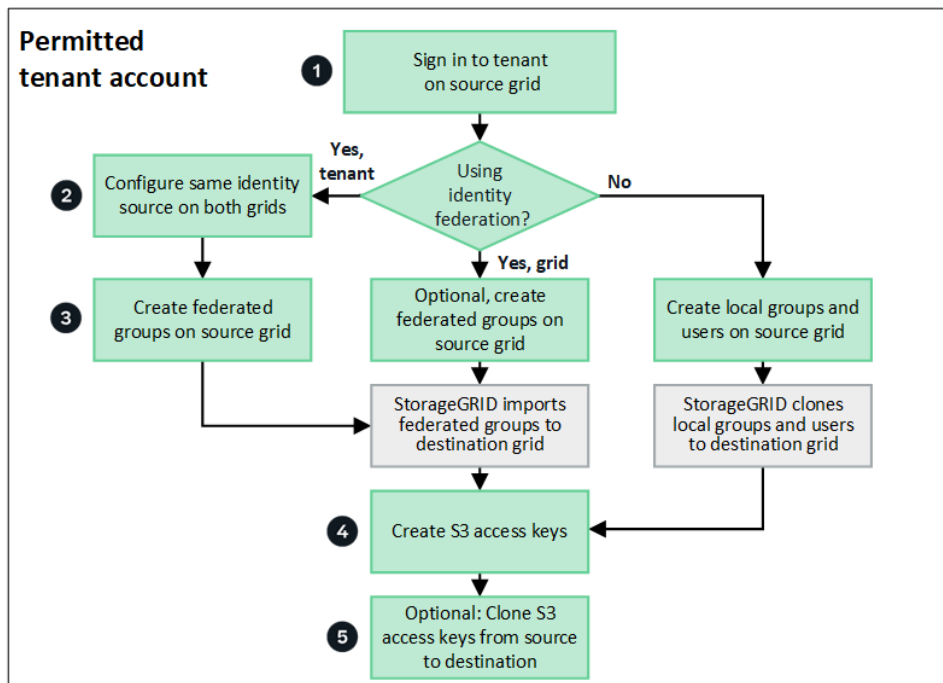 Permitted
tenant account
1
Sign in to tenant
on source grid
Yes,
tenant
Using
identity
federation?
No
2
Configure same identity
source on both grids
Yes, grid
3
Create federated
groups on source grid
Optional, create
federated groups on
source grid
Create local groups and
users on source grid
StorageGRID imports
federated groups to
destination grid
StorageGRID clones
local groups and users
to destination grid
4
Create S3 access keys
5
Optional: Clone S3
access keys from source
to destination